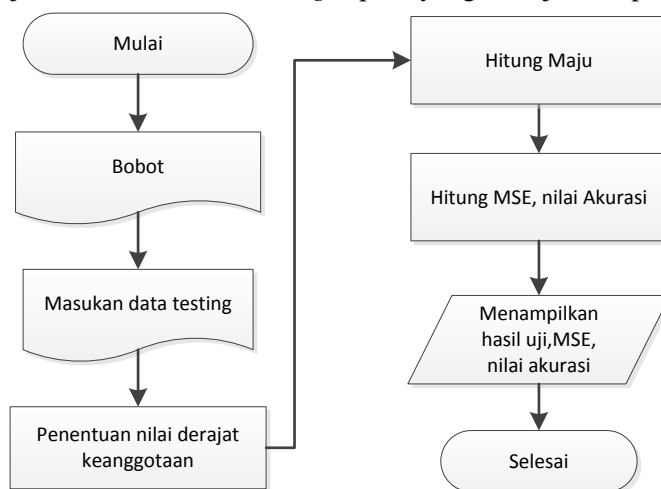 Mulai
Bobot
Masukan data testing
Penentuan nilai derajat
keanggotaan
Hitung Maju
Hitung MSE, nilai Akurasi
Menampilkan
hasil uji,MSE,
nilai akurasi
Selesai